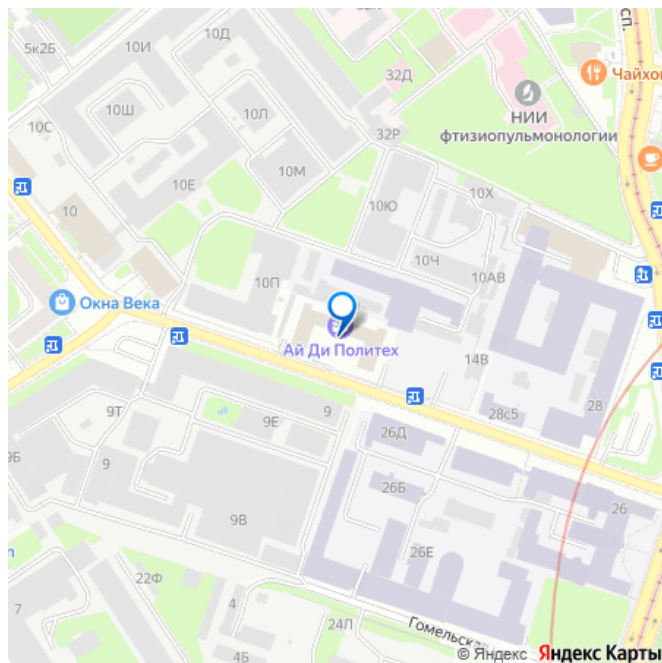 5к2Б
10И
10Д
сп.
Чайхо
10Ш
10Л
32Д
НИИ
фтизиопульмонологии
10С
32Р
10М
10Е
10Х
10
10Ю
10Ч
10АВ
10П
Окна Века
Ай Ди Политех
14В
28
28с5
9Т
9Е
9
26Д
9Б
9
26Б
26
9В
26Е
п
22Ф
7
4
24Л
Гомельска
4Б
© Яндекс Яндекс Карты